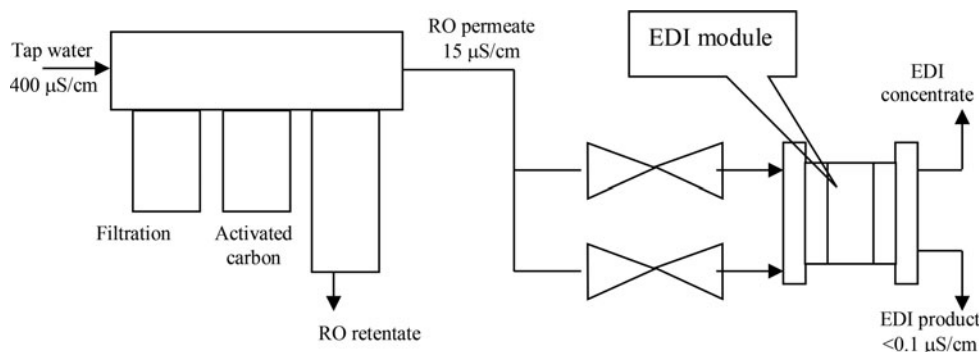 Tap water
400 µS/cm
RO permeate
15 µS/cm
EDI module
EDI
concentrate
Filtration
Activated
carbon
RO retentate
EDI product
<0.1 µS/cm